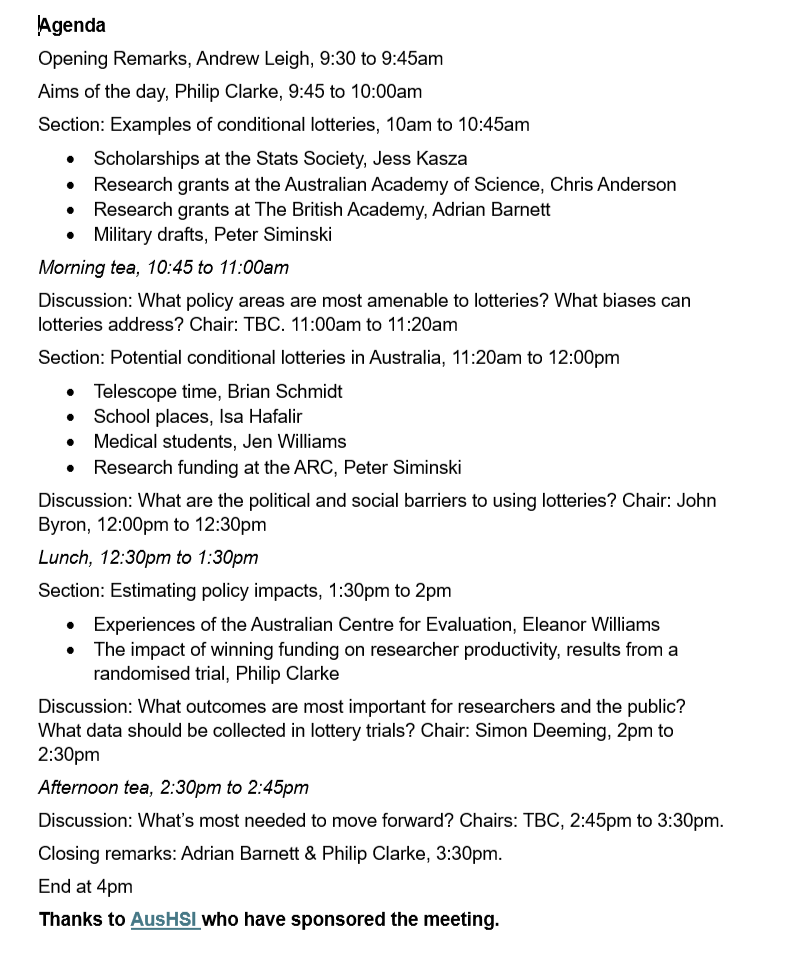 Agenda
Opening Remarks, Andrew Leigh, 9:30 to 9:45am
Aims of the day, Philip Clarke, 9:45 to 10:00am
Section: Examples of conditional lotteries, 10am to 10:45am
• Scholarships at the Stats Society, Jess Kasza
• Research grants at the Australian Academy of Science, Chris Anderson
• Research grants at The British Academy, Adrian Barnett
• Military drafts, Peter Siminski
Morning tea, 10:45 to 11:00am
Discussion: What policy areas are most amenable to lotteries? What biases can
lotteries address? Chair: TBC. 11:00am to 11:20am
Section: Potential conditional lotteries in Australia, 11:20am to 12:00pm
• Telescope time, Brian Schmidt
• School places, Isa Hafalir
• Medical students, Jen Williams
• Research funding at the ARC, Peter Siminski
Discussion: What are the political and social barriers to using lotteries? Chair: John
Byron, 12:00pm to 12:30pm
Lunch, 12:30pm to 1:30pm
Section: Estimating policy impacts, 1:30pm to 2pm
• Experiences of the Australian Centre for Evaluation, Eleanor Williams
• The impact of winning funding on researcher productivity, results from a
randomised trial, Philip Clarke
Discussion: What outcomes are most important for researchers and the public?
What data should be collected in lottery trials? Chair: Simon Deeming, 2pm to
2:30pm
Afternoon tea, 2:30pm to 2:45pm
Discussion: What’s most needed to move forward? Chairs: TBC, 2:45pm to 3:30pm.
Closing remarks: Adrian Barnett & Philip Clarke, 3:30pm.
End at 4pm
Thanks to AusHSI who have sponsored the meeting.